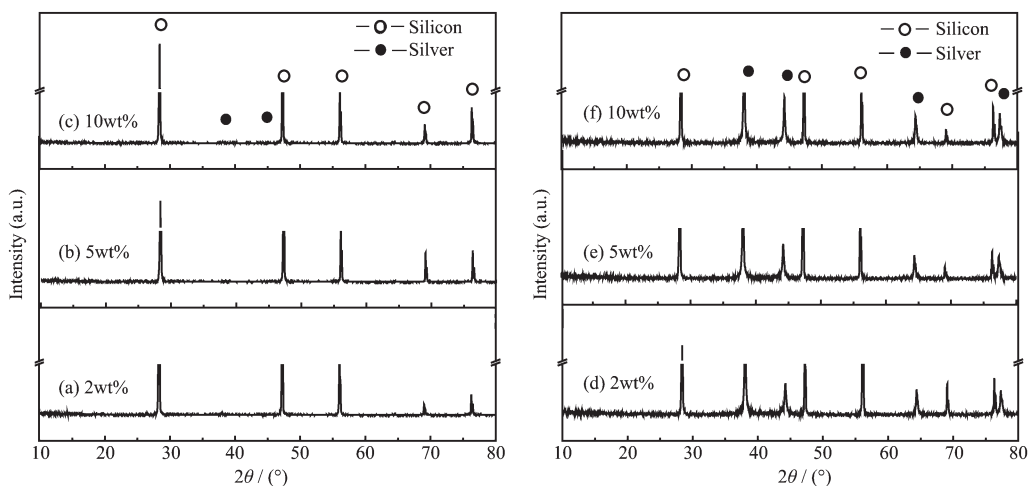 Silicon
Silver
(c) 10wt%
(b) 5wt%
(a) 2wt%
Intensity (a.u.)
10 20 30 40 50 60 70 80
2θ / (°)
Silicon
Silver
(f) 10wt%
(e) 5wt%
(d) 2wt%
Intensity (a.u.)
10 20 30 40 50 60 70 80
2θ / (°)